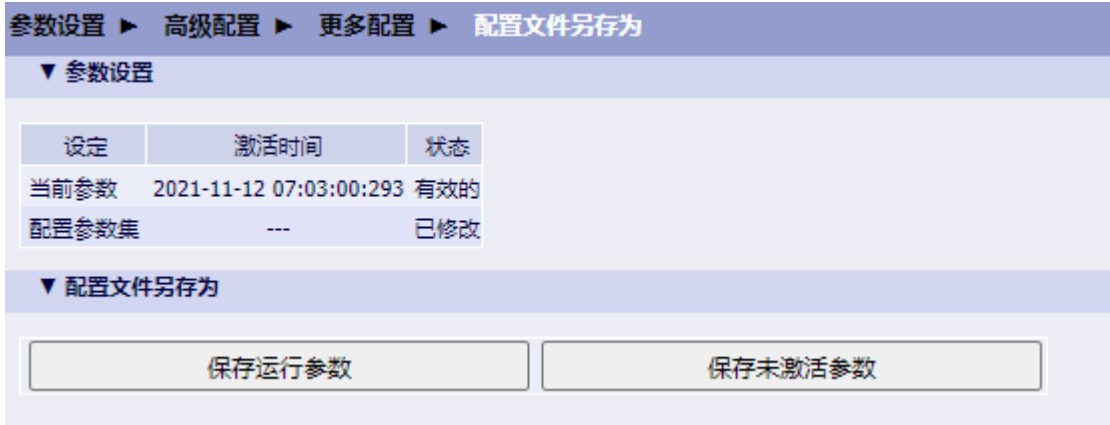 参数设置 ► 高级配置 ► 更多配置 ► 配置文件另存为
▼ 参数设置
设定 激活时间 状态
当前参数 2021-11-12 07:03:00:293 有效的
配置参数集 --- 已修改
▼ 配置文件另存为
保存运行参数 保存未激活参数